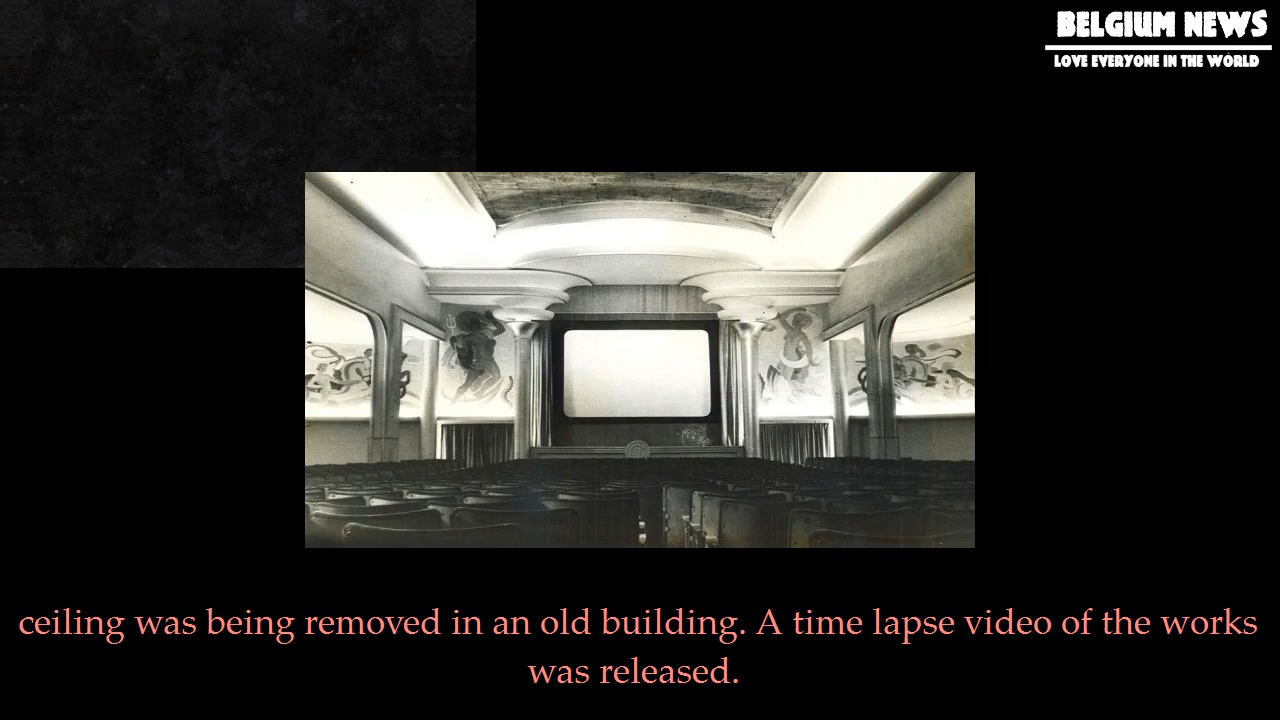 BELGIUM NEWS
LOVE EVERYONE IN THE WORLD
ceiling was being removed in an old building. A time lapse video of the works
was released.